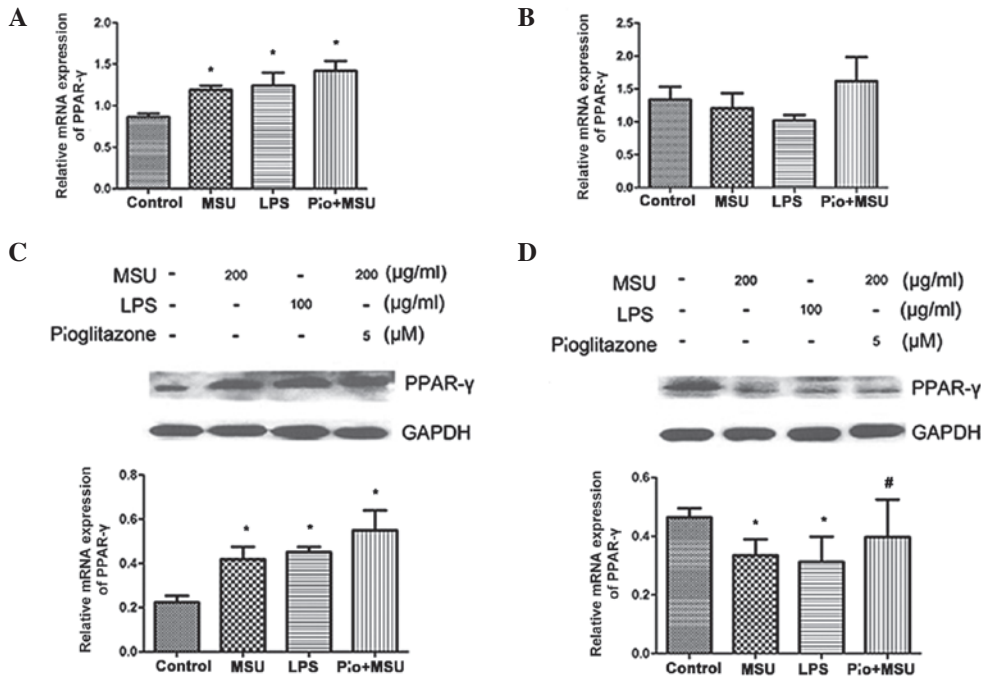 A
Relative mRNA expression
of PPAR-γ
2.0
1.5
1.0
0.5
0.0
*
*
*
Control MSU LPS Pio+MSU
B
Relative mRNA expression
of PPAR-γ
2.5
2.0
1.5
1.0
0.5
0.0
Control MSU LPS Pio+MSU
C
MSU - 200 - 200 (µg/ml)
LPS - - 100 - (µg/ml)
Pioglitazone - - - 5 (µM)
PPAR-γ
GAPDH
Relative mRNA expression
of PPAR-γ
0.8
0.6
0.4
0.2
0.0
*
*
*
Control MSU LPS Pio+MSU
D
MSU - 200 - 200 (µg/ml)
LPS - - 100 - (µg/ml)
Pioglitazone - - - 5 (µM)
PPAR-γ
GAPDH
Relative mRNA expression
of PPAR-γ
0.6
0.4
0.2
0.0
*
*
#
Control MSU LPS Pio+MSU